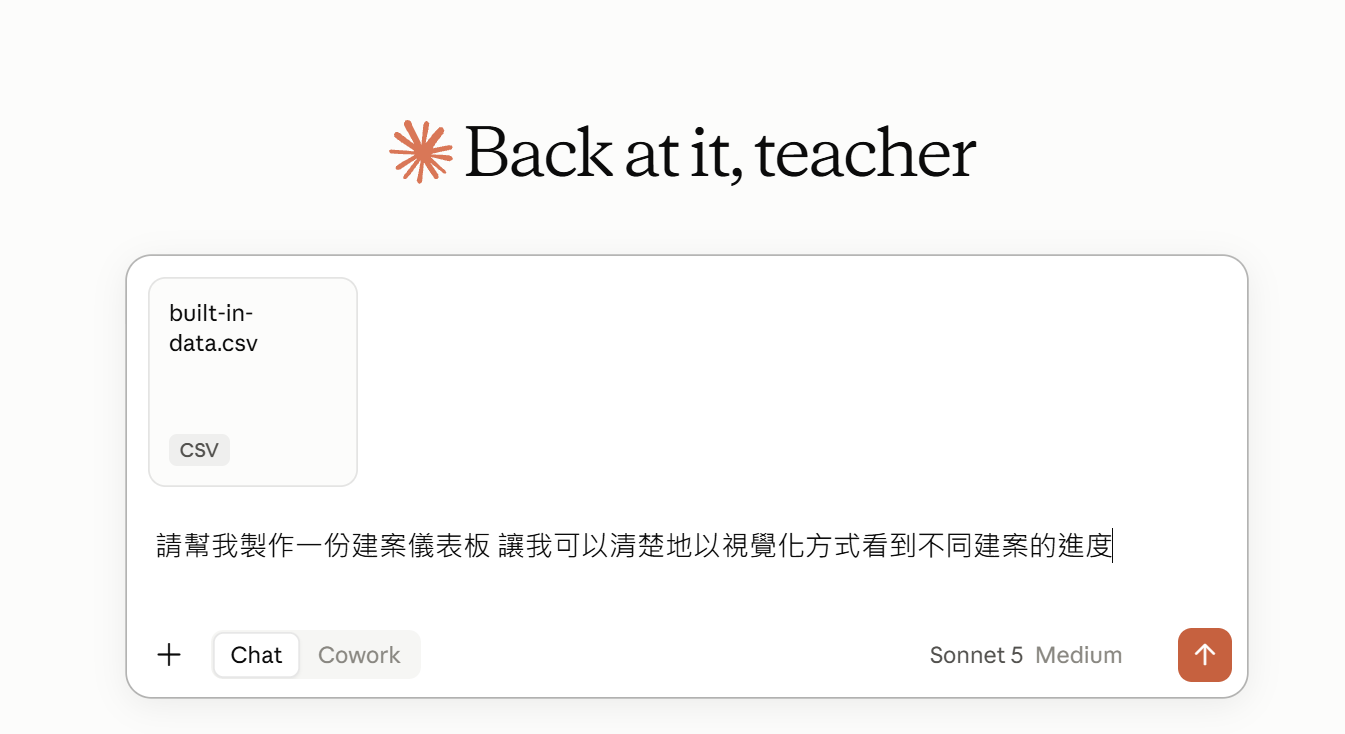 Back at it, teacher
built-in-
data.csv
CSV
請幫我製作一份建案儀表板 讓我可以清楚地以視覺化方式看到不同建案的進度
Chat
Cowork
Sonnet 5 Medium